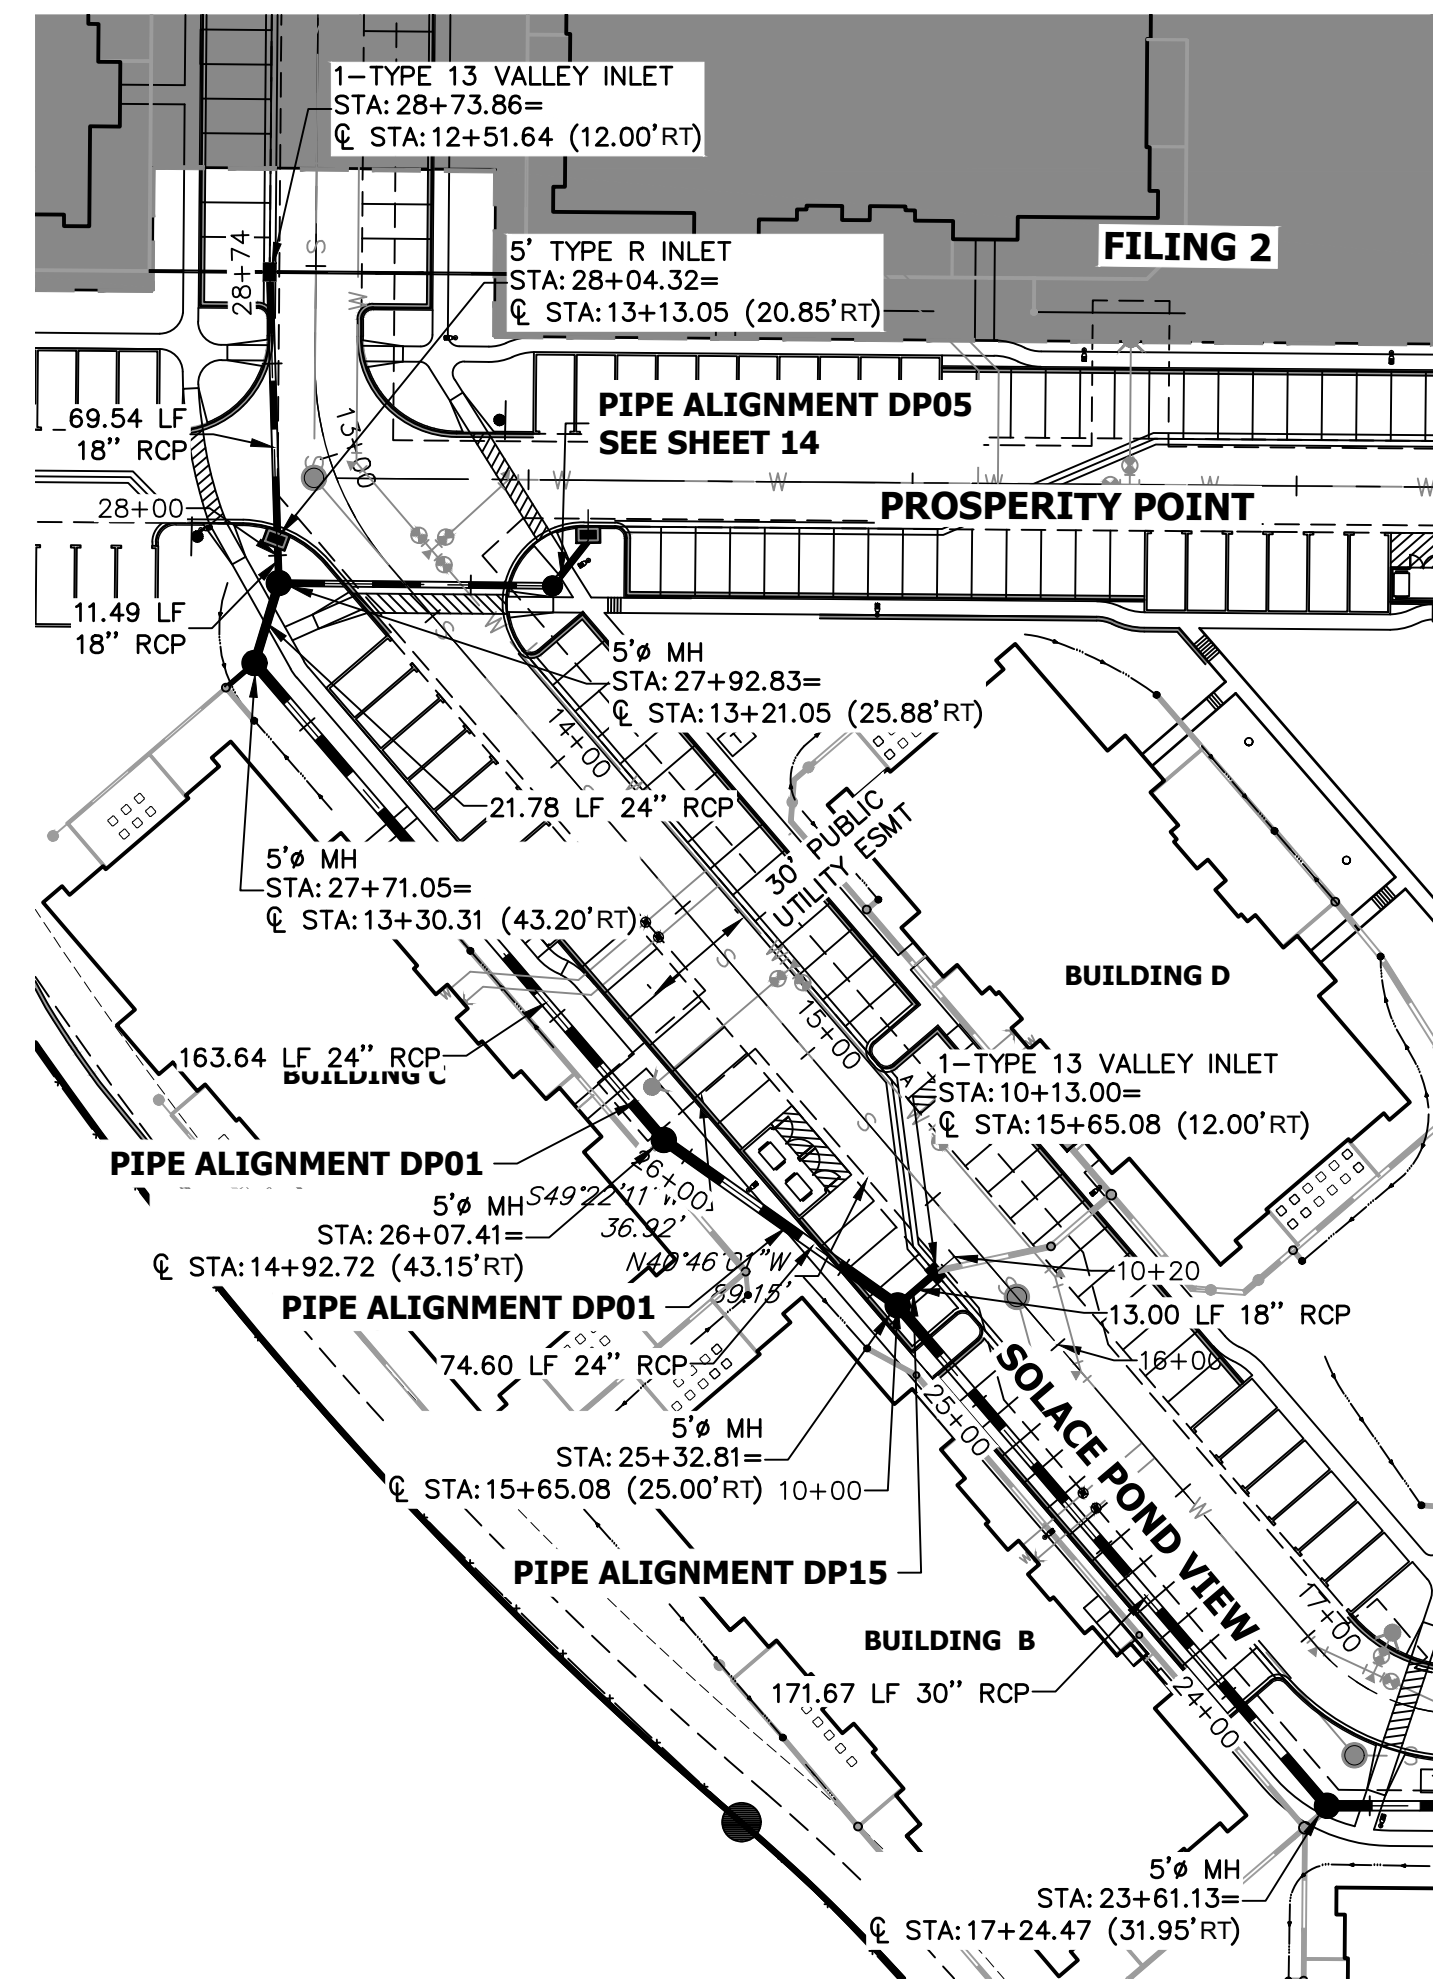 1-TYPE 13 VALLEY INLET
STA: 28+73.86=
℄ STA: 12+51.64 (12.00' RT)
FILING 2
28+74
5' TYPE R INLET
STA: 28+04.32=
℄ STA: 13+13.05 (20.85' RT)
S
W
69.54 LF
18" RCP
PIPE ALIGNMENT DP05
SEE SHEET 14
13+00
S
W
W
W
W
28+00
PROSPERITY POINT
11.49 LF
18" RCP
S
W
5'ø MH
STA: 27+92.83=
℄ STA: 13+21.05 (25.88' RT)
14+00
21.78 LF 24" RCP
30' PUBLIC
UTILITY ESMT
5'ø MH
STA: 27+71.05=
℄ STA: 13+30.31 (43.20' RT)
S
W
BUILDING D
15+00
163.64 LF 24" RCP
BUILDING C
1-TYPE 13 VALLEY INLET
STA: 10+13.00=
℄ STA: 15+65.08 (12.00' RT)
A
S
W
PIPE ALIGNMENT DP01
26+00
S49°22'11" W
36.92'
5'ø MH
STA: 26+07.41=
℄ STA: 14+92.72 (43.15' RT)
N40°46'01"W
89.15'
10+20
PIPE ALIGNMENT DP01
13.00 LF 18" RCP
S
74.60 LF 24" RCP
16+00
25+00
5'ø MH
STA: 25+32.81=
℄ STA: 15+65.08 (25.00' RT)
10+00
SOLACE POND VIEW
W
PIPE ALIGNMENT DP15
17+00
BUILDING B
171.67 LF 30" RCP
24+00
S
5'ø MH
STA: 23+61.13=
℄ STA: 17+24.47 (31.95' RT)